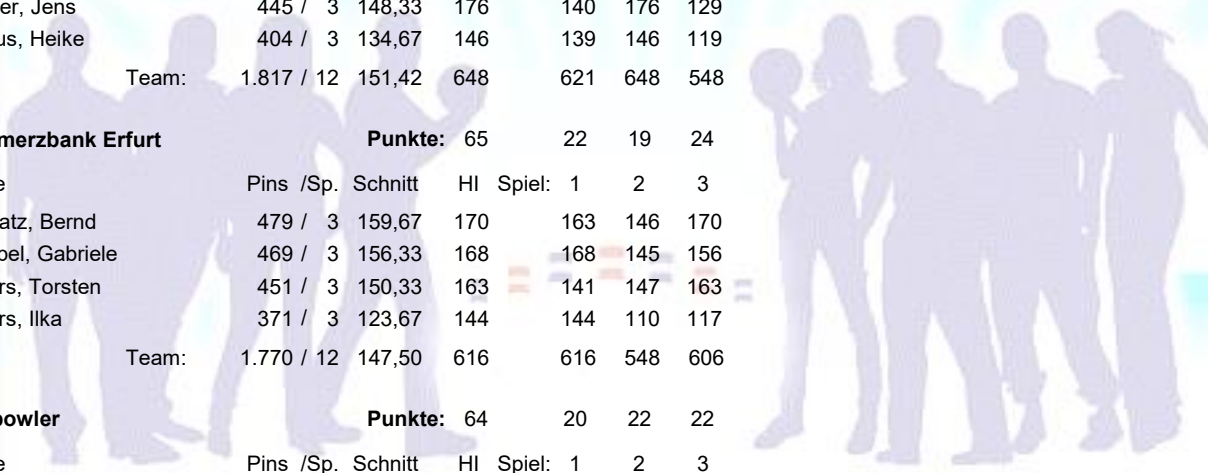 er, Jens 445 / 3 148,33 176 140 176 129
us, Heike 404 / 3 134,67 146 139 146 119
Team: 1.817 / 12 151,42 648 621 648 548
merzbank Erfurt Punkte: 65 22 19 24
e Pins /Sp. Schnitt HI Spiel: 1 2 3
atz, Bernd 479 / 3 159,67 170 163 146 170
bel, Gabriele 469 / 3 156,33 168 168 145 156
rs, Torsten 451 / 3 150,33 163 141 147 163
rs, Ilka 371 / 3 123,67 144 144 110 117
Team: 1.770 / 12 147,50 616 616 548 606
bowler Punkte: 64 20 22 22
e Pins /Sp. Schnitt HI Spiel: 1 2 3